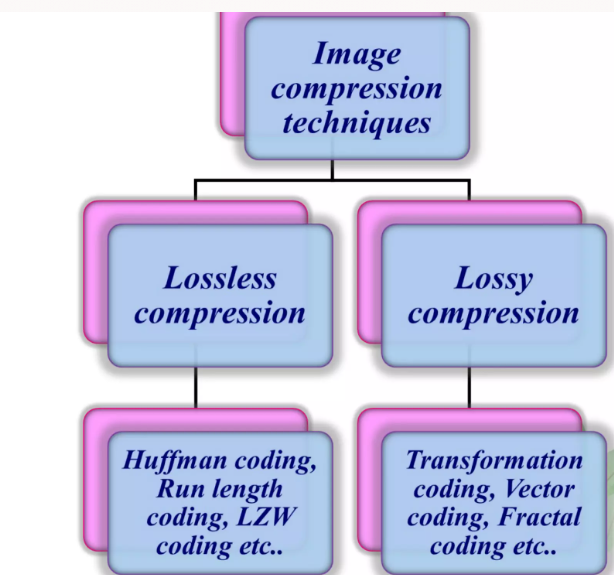 Image
compression
techniques
Lossless
compression
Lossy
compression
Huffman coding,
Run length
coding, LZW
coding etc..
Transformation
coding, Vector
coding, Fractal
coding etc..